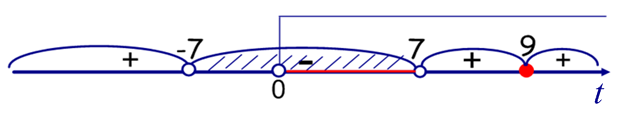 -7 7 9
+ - + +
0 t